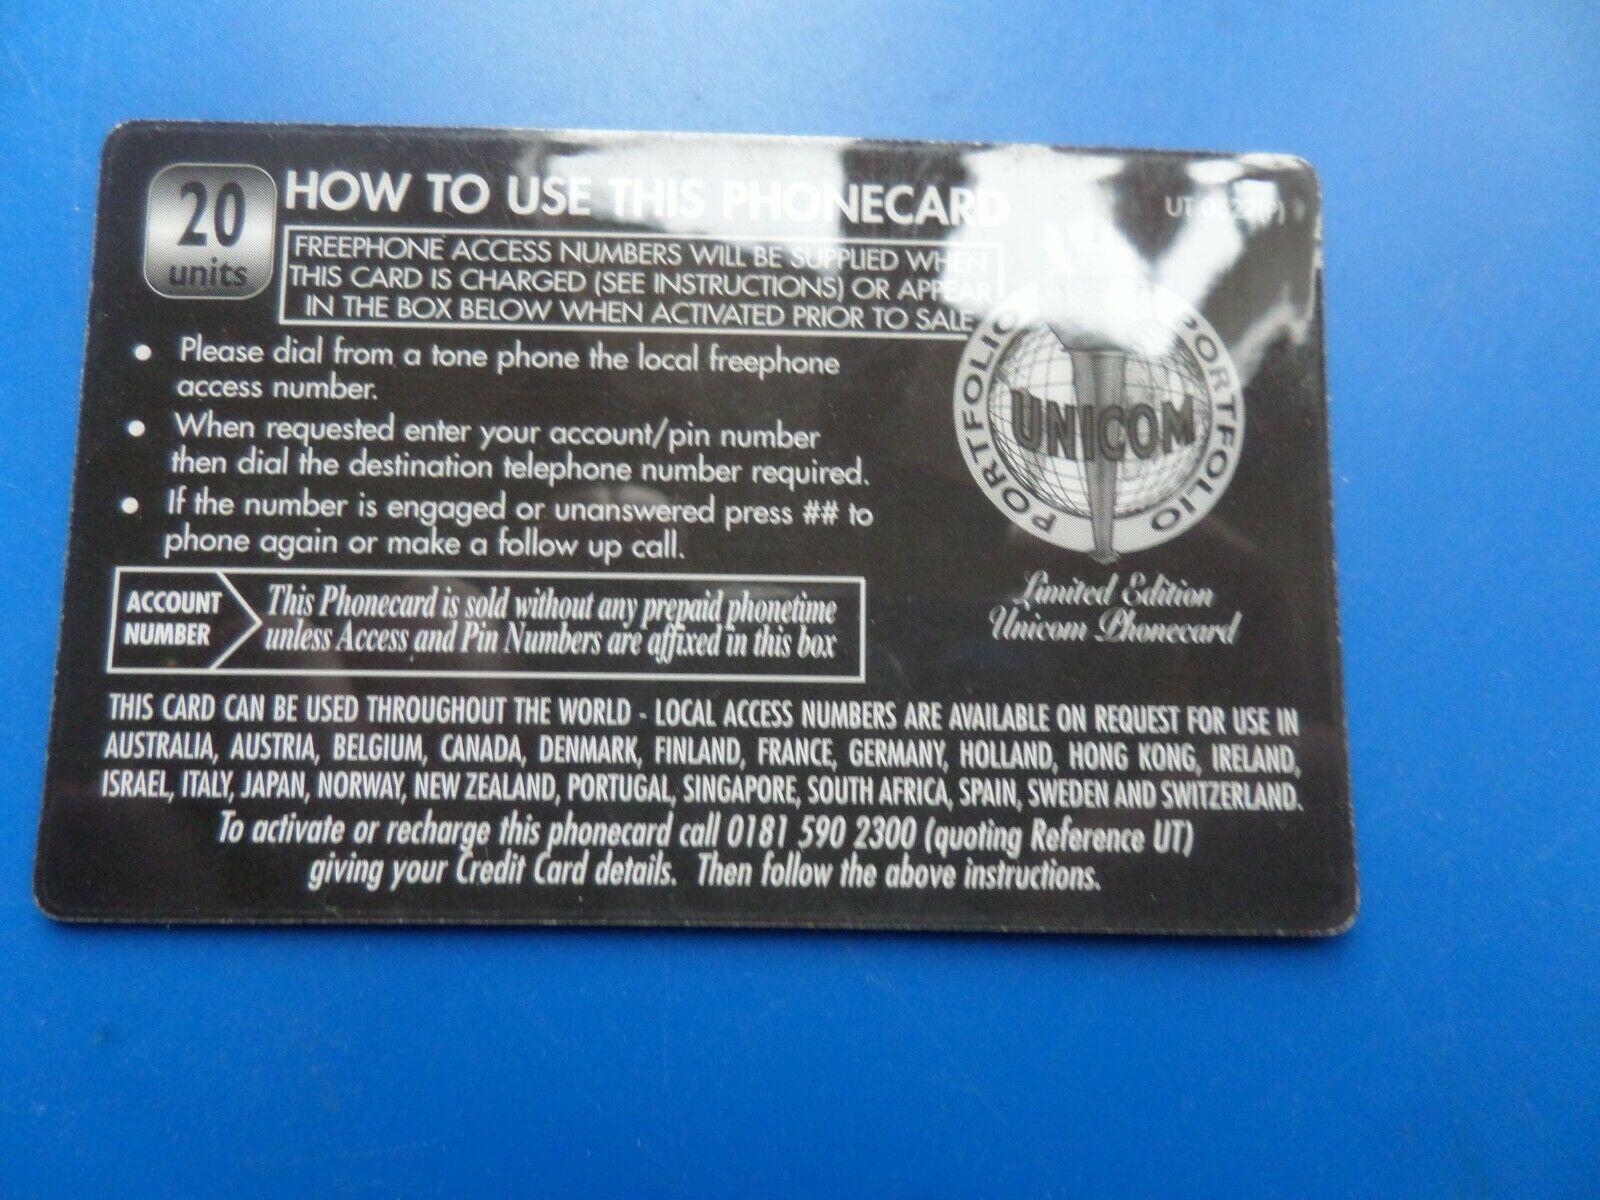 20
units
HOW TO USE THIS PHONECARD
UT
FREEPHONE ACCESS NUMBERS WILL BE SUPPLIED WHEN
THIS CARD IS CHARGED (SEE INSTRUCTIONS) OR APPEAR
IN THE BOX BELOW WHEN ACTIVATED PRIOR TO SALE
• Please dial from a tone phone the local freephone
access number.
• When requested enter your account/pin number
then dial the destination telephone number required.
• If the number is engaged or unanswered press ## to
phone again or make a follow up call.
PORTFOLIO
PORTFOLIO
UNICOM
Limited Edition
Unicom Phonecard
ACCOUNT
NUMBER
This Phonecard is sold without any prepaid phonetime
unless Access and Pin Numbers are affixed in this box
THIS CARD CAN BE USED THROUGHOUT THE WORLD - LOCAL ACCESS NUMBERS ARE AVAILABLE ON REQUEST FOR USE IN
AUSTRALIA, AUSTRIA, BELGIUM, CANADA, DENMARK, FINLAND, FRANCE, GERMANY, HOLLAND, HONG KONG, IRELAND,
ISRAEL, ITALY, JAPAN, NORWAY, NEW ZEALAND, PORTUGAL, SINGAPORE, SOUTH AFRICA, SPAIN, SWEDEN AND SWITZERLAND.
To activate or recharge this phonecard call 0181 590 2300 (quoting Reference UT)
giving your Credit Card details. Then follow the above instructions.